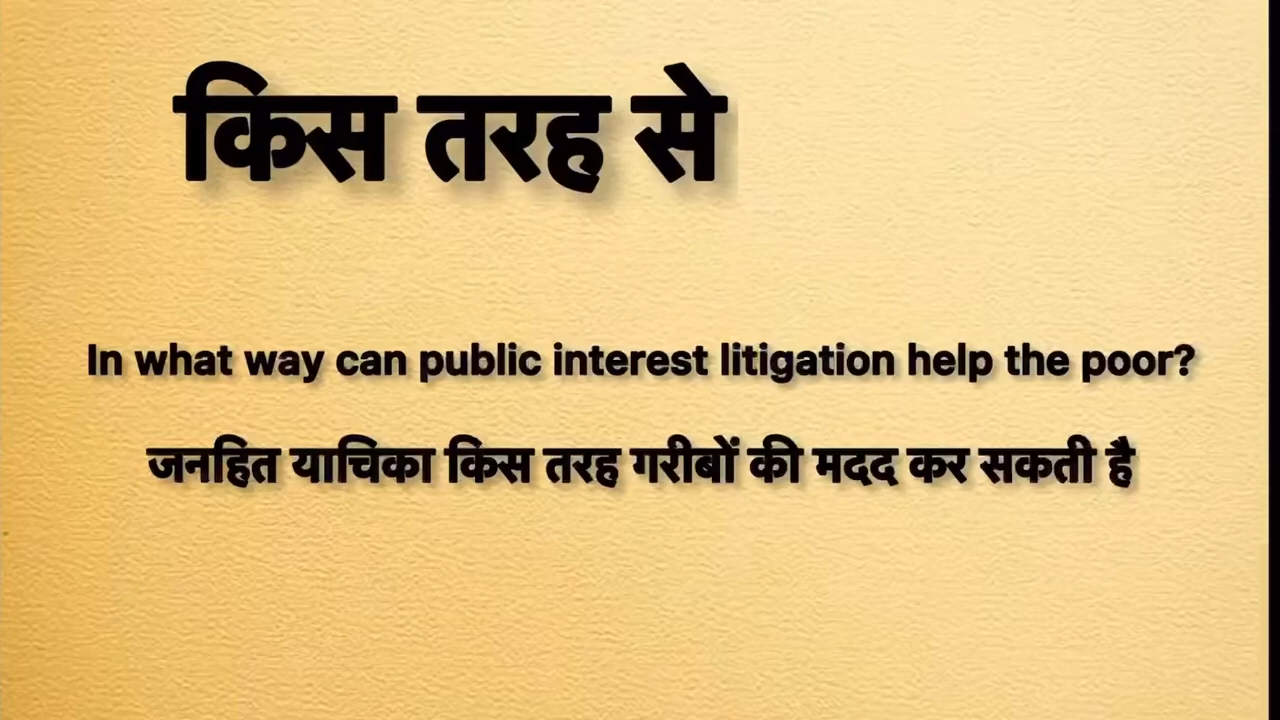 किस तरह से
In what way can public interest litigation help the poor?
जनहित याचिका किस तरह गरीबों की मदद कर सकती है